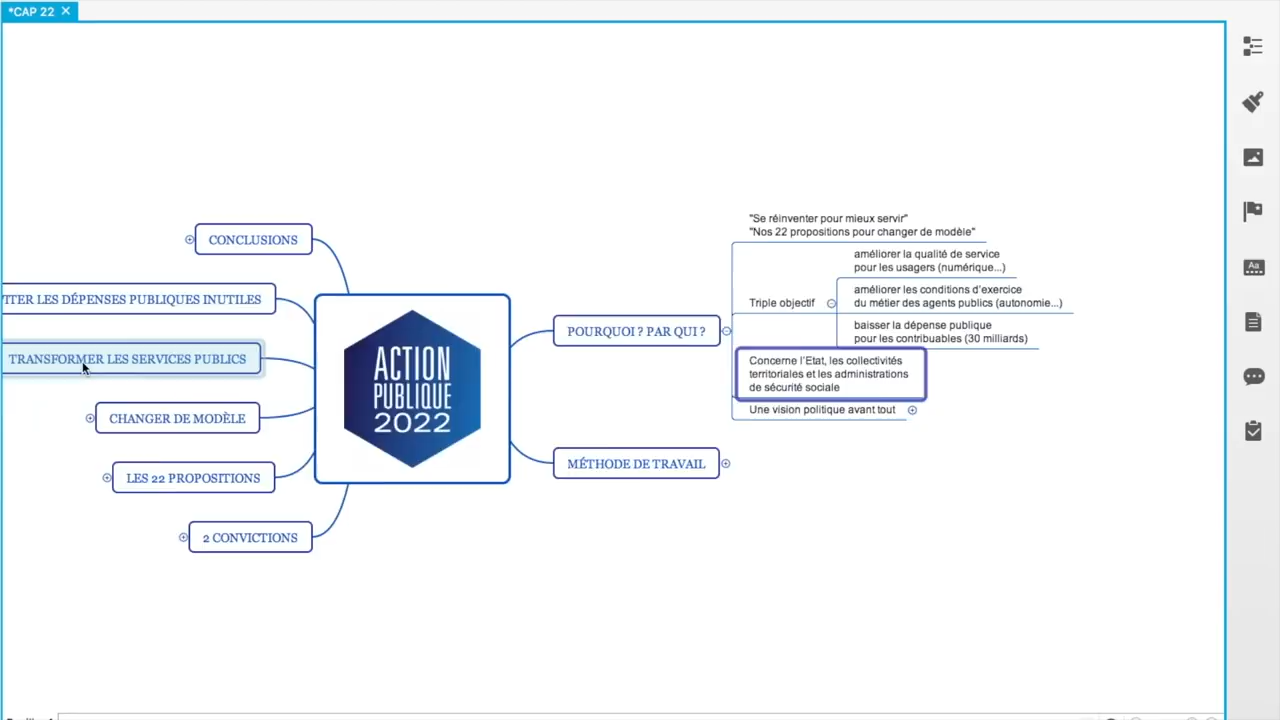 *CAP 22
CONCLUSIONS
ITER LES DÉPENSES PUBLIQUES INUTILES
TRANSFORMER LES SERVICES PUBLICS
CHANGER DE MODÈLE
LES 22 PROPOSITIONS
2 CONVICTIONS
ACTION
PUBLIQUE
2022
POURQUOI ? PAR QUI ?
MÉTHODE DE TRAVAIL
"Se réinventer pour mieux servir"
"Nos 22 propositions pour changer de modèle"
Triple objectif
améliorer la qualité de service
pour les usagers (numérique...)
améliorer les conditions d'exercice
du métier des agents publics (autonomie...)
baisser la dépense publique
pour les contribuables (30 milliards)
Concerne l'Etat, les collectivités
territoriales et les administrations
de sécurité sociale
Une vision politique avant tout
Aa